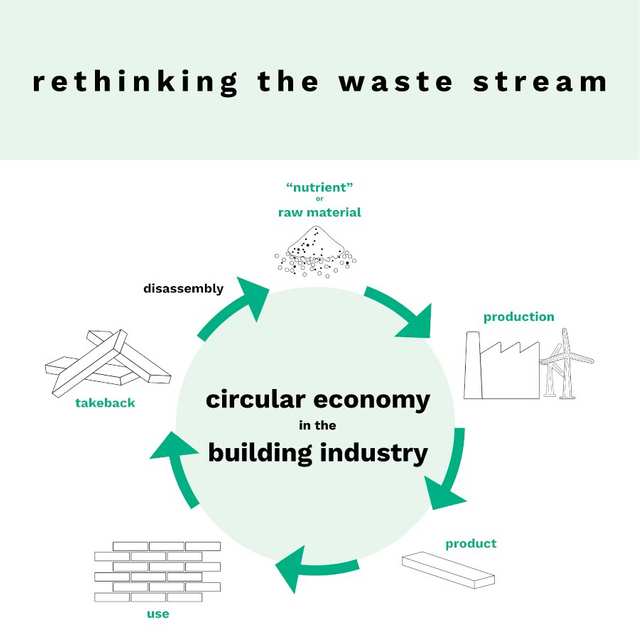 rethinking the waste stream
“nutrient”
or
raw material
disassembly
production
takeback
circular economy
in the
building industry
product
use